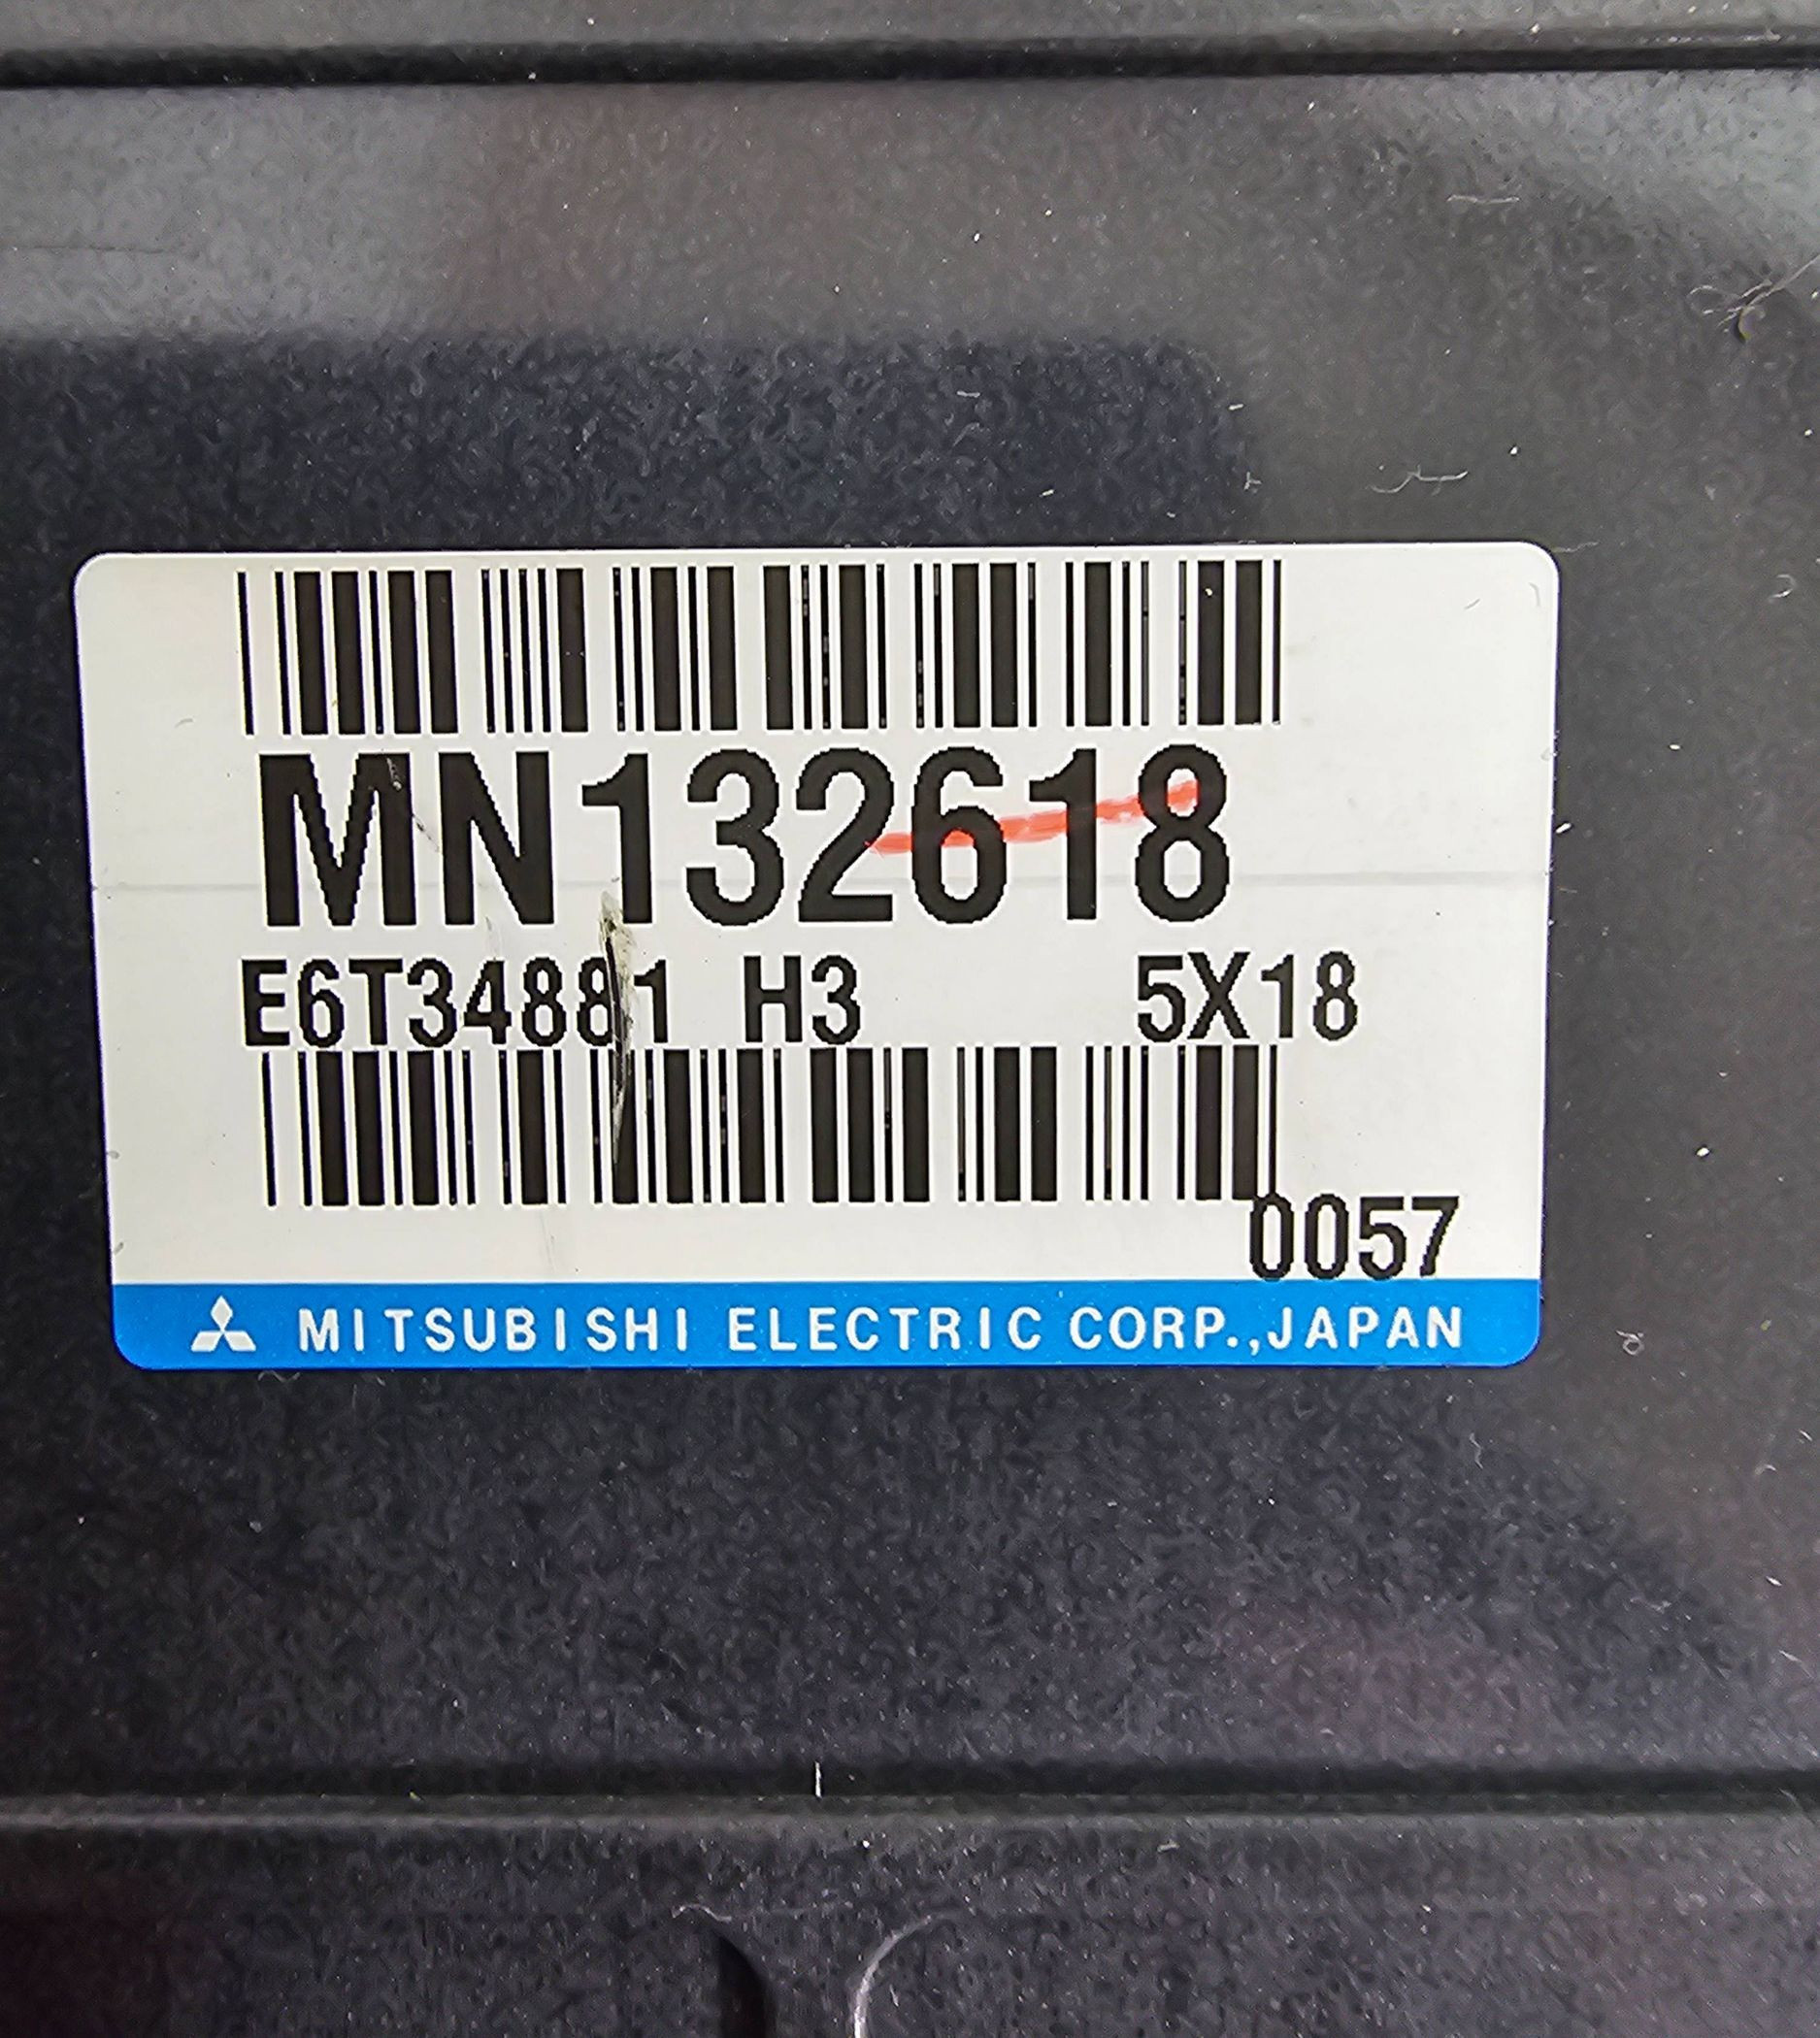 MN132618
E6T34881 H3 5X18
0057
MITSUBISHI ELECTRIC CORP.,JAPAN